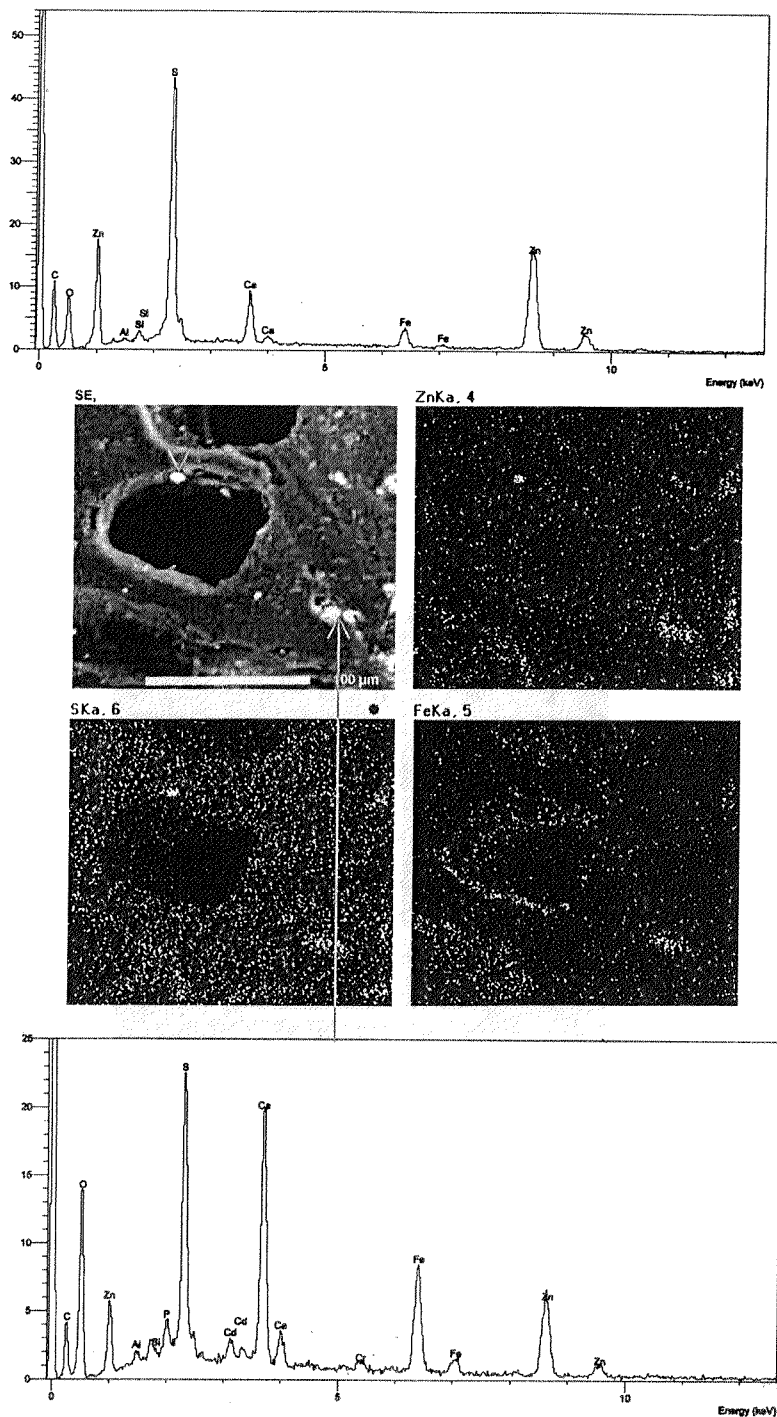 50
40
30
20
10
0
S
Zn
C
O
Al
Si
Si
Ca
Ca
Fe
Fe
Zn
Zn
0 5 10
Energy (keV)
SE, ZnKa, 4
100 µm
SKa, 6 FeKa, 5
25
20
15
10
5
0
S
Ca
O
Zn
C
Al
Si
P
Cd
Cd
Ca
Cr
Fe
Fe
Zn
Zn
0 5 10
Energy (keV)